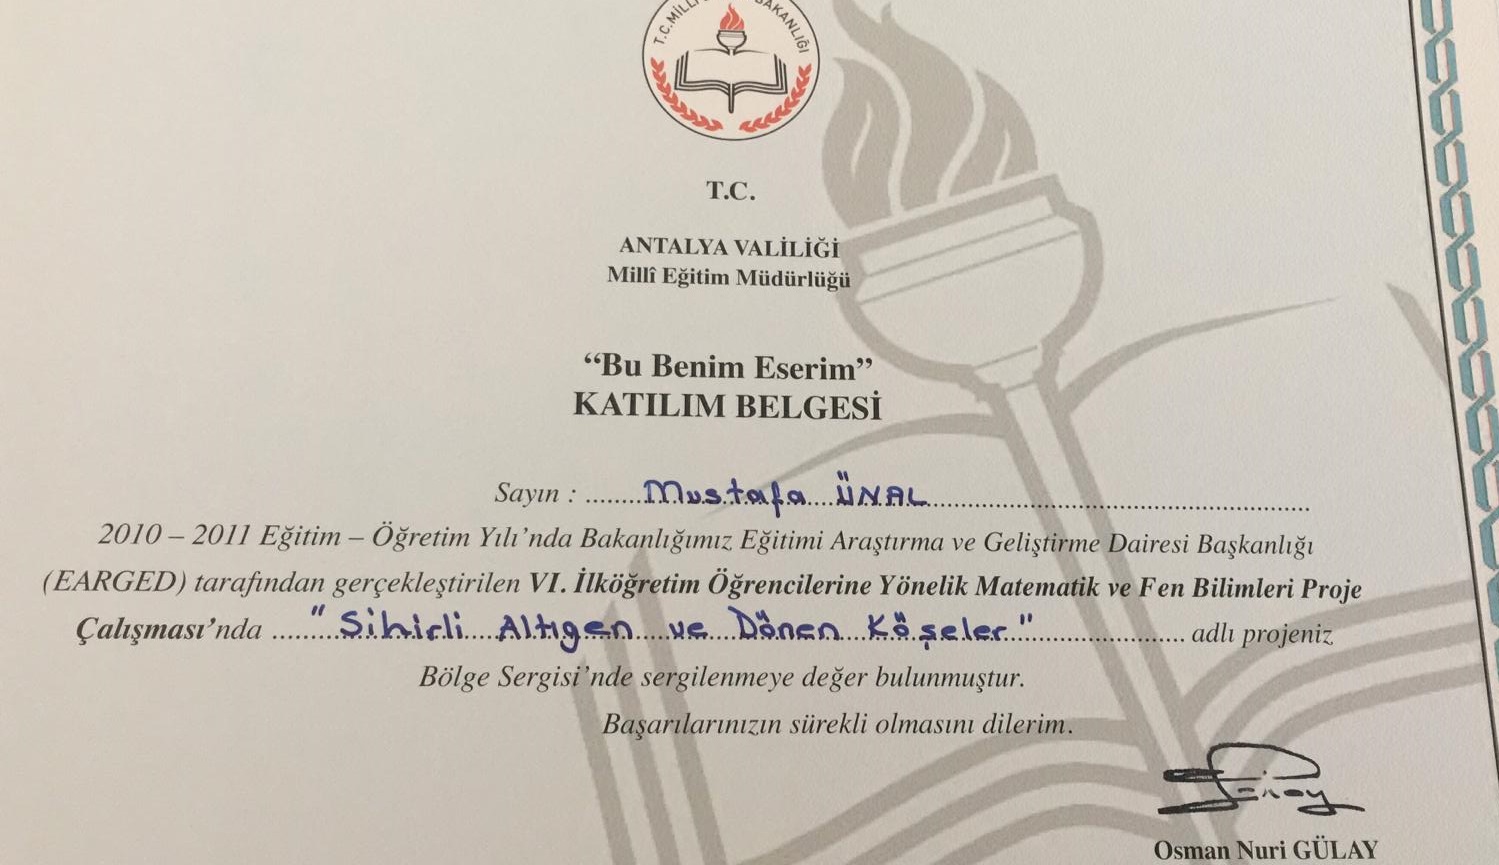 T.C. MİLLİ BAKANLIĞI
T.C.
ANTALYA VALİLİĞİ
Millî Eğitim Müdürlüğü
“Bu Benim Eserim”
KATILIM BELGESİ
Sayın : ......Mustafa ÜNAL......
2010 – 2011 Eğitim – Öğretim Yılı’nda Bakanlığımız Eğitimi Araştırma ve Geliştirme Dairesi Başkanlığı
(EARGED) tarafından gerçekleştirilen VI. İlköğretim Öğrencilerine Yönelik Matematik ve Fen Bilimleri Proje
Çalışması’nda ......"Sihirli Altıgen ve Dönen Köşeler"...... adlı projeniz
Bölge Sergisi’nde sergilenmeye değer bulunmuştur.
Başarılarınızın sürekli olmasını dilerim.
Osman Nuri GÜLAY